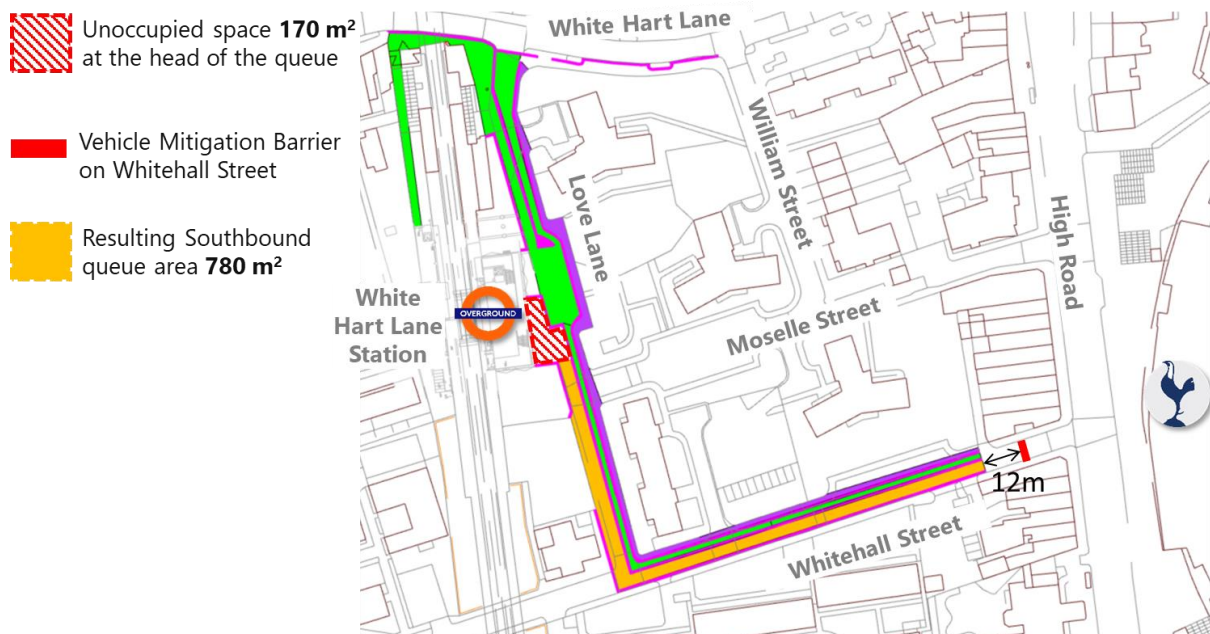 Unoccupied space 170 m²
at the head of the queue
Vehicle Mitigation Barrier
on Whitehall Street
Resulting Southbound
queue area 780 m²
White Hart Lane
William Street
Love Lane
High Road
White
Hart Lane
Station
OVERGROUND
Moselle Street
12m
Whitehall Street